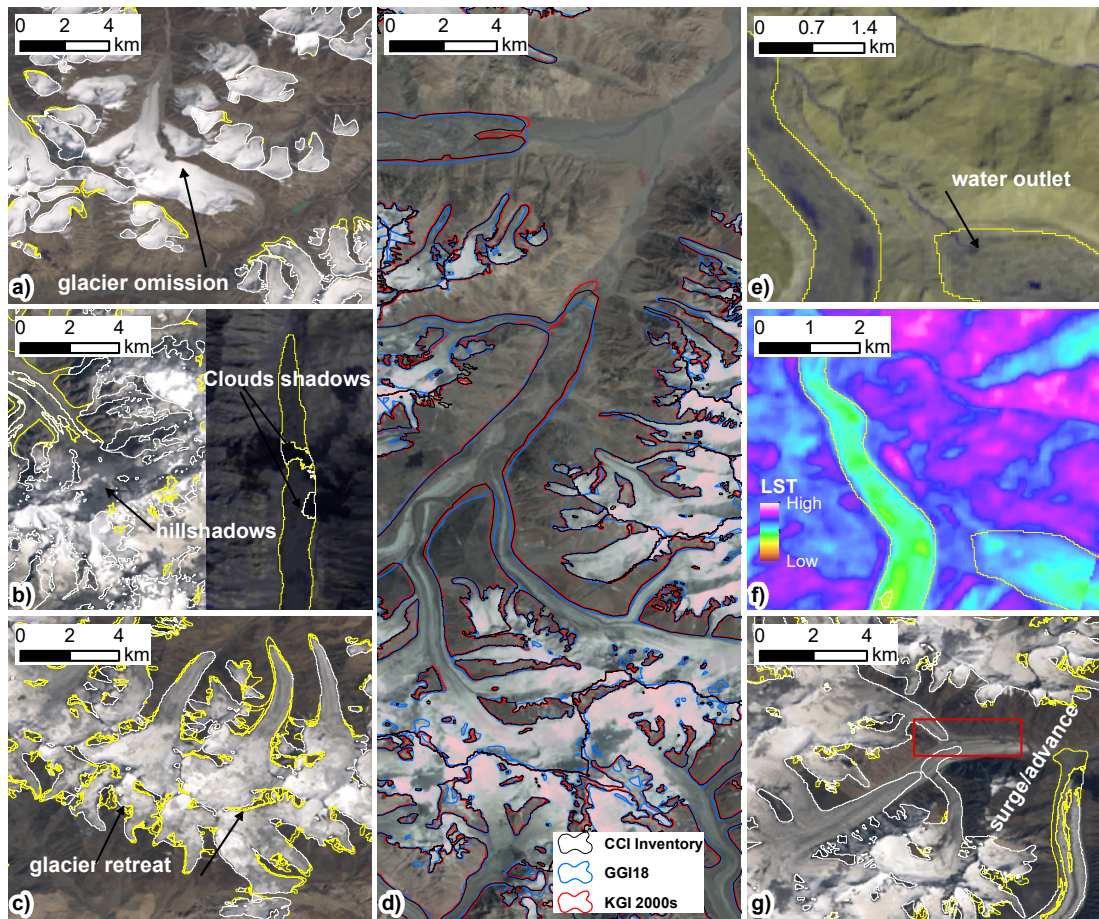 0 2 4
km
glacier omission
a)
0 2 4
km
Clouds shadows
hillshadows
b)
0 2 4
km
glacier retreat
c)
0 2 4
km
CCI Inventory
GGI18
KGI 2000s
d)
0 0.7 1.4
km
water outlet
e)
0 1 2
km
LST
High
Low
f)
0 2 4
km
surge/advance
g)